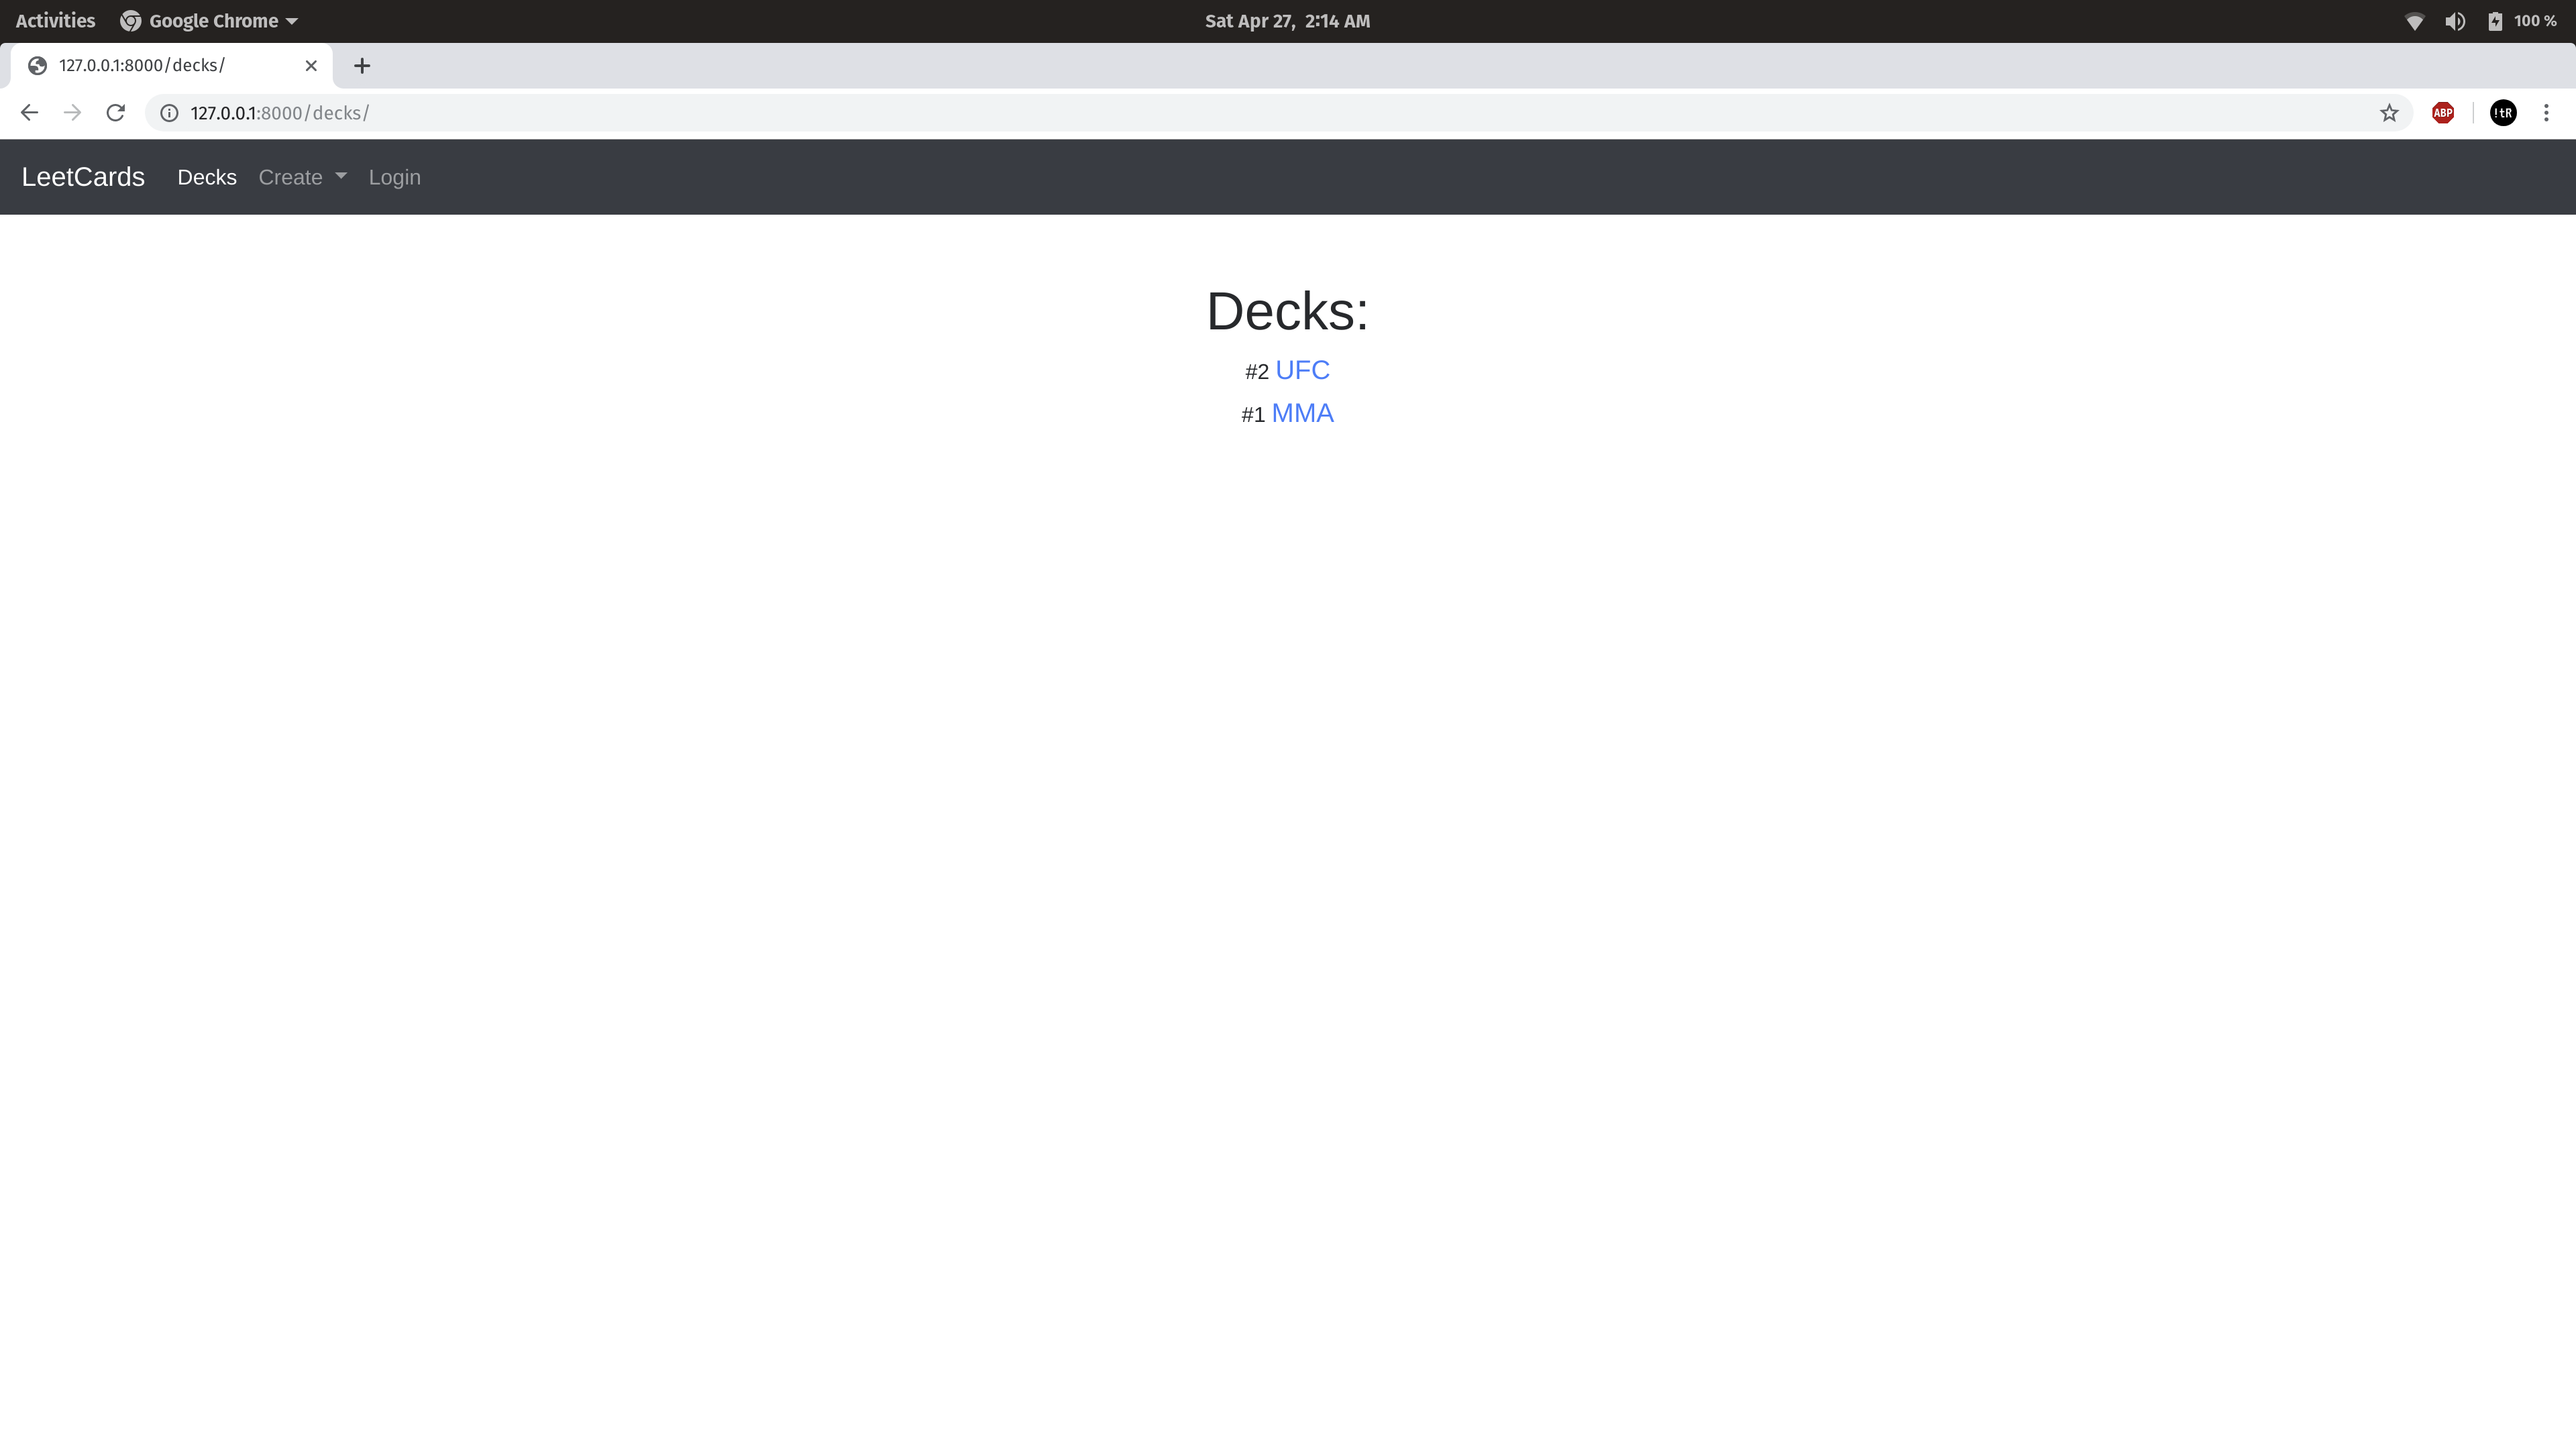 Activities Google Chrome Sat Apr 27, 2:14 AM 100 %
127.0.0.1:8000/decks/
127.0.0.1:8000/decks/ ABP !tR
LeetCards Decks Create Login
Decks:
#2 UFC
#1 MMA